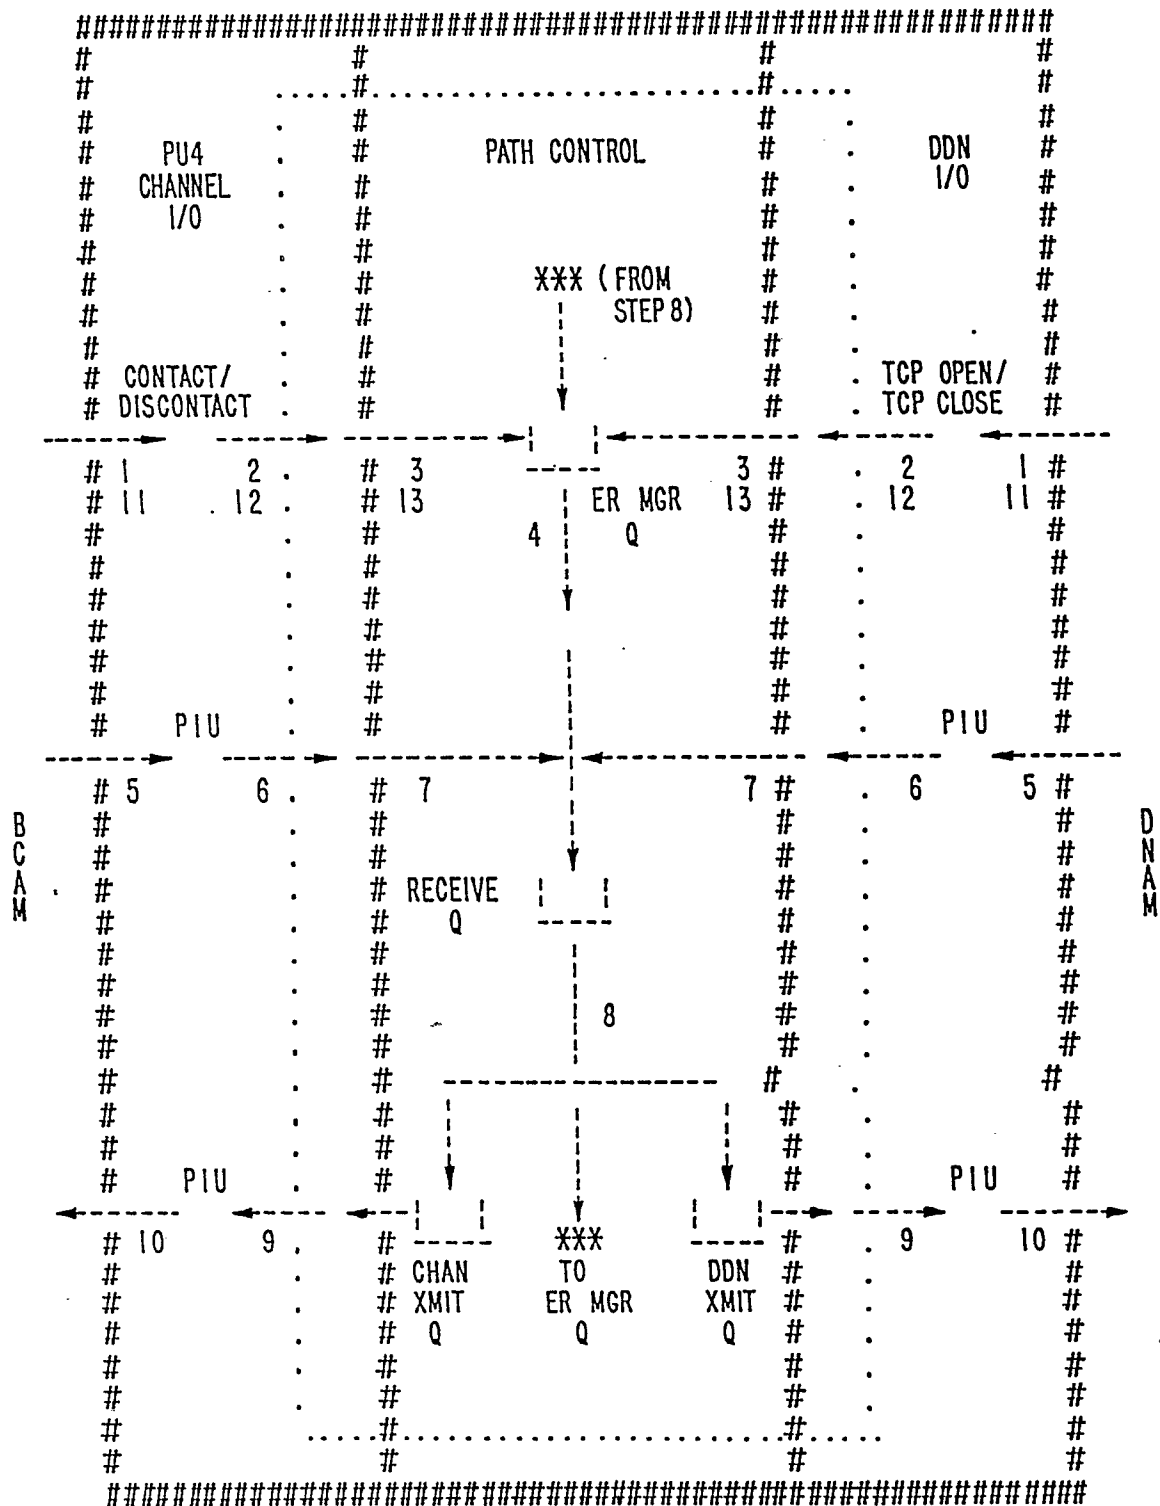 PU4 PATH CONTROL DDN
CHANNEL I/O
I/O
*** (FROM
STEP 8)
CONTACT/ TCP OPEN/
DISCONTACT TCP CLOSE
1 2 3 3 2 1
11 12 13 ER MGR 13 12 11
4 Q
PIU PIU
5 6 7 7 6 5
BCAM
DNAM
RECEIVE
Q
8
PIU PIU
10 9 *** 9 10
CHAN TO DDN
XMIT ER MGR XMIT
Q Q Q